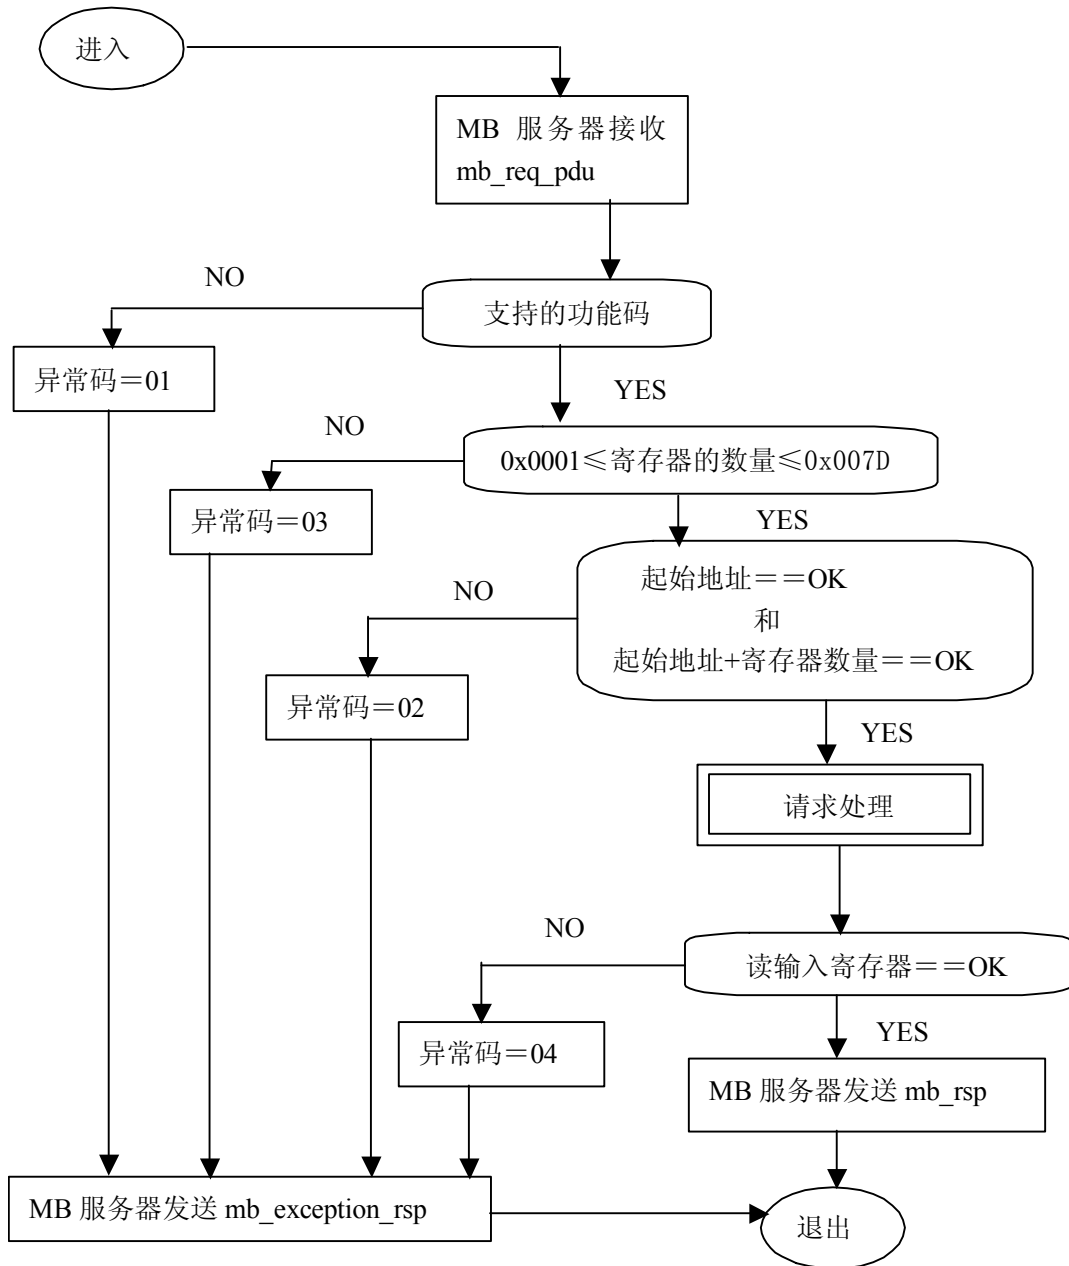 进入
MB 服务器接收
mb_req_pdu
NO
支持的功能码
异常码＝01
YES
NO
0x0001≤寄存器的数量≤0x007D
异常码＝03
YES
起始地址＝＝OK
NO
和
起始地址+寄存器数量＝＝OK
异常码＝02
YES
请求处理
NO
读输入寄存器＝＝OK
YES
异常码＝04
MB 服务器发送 mb_rsp
MB 服务器发送 mb_exception_rsp
退出